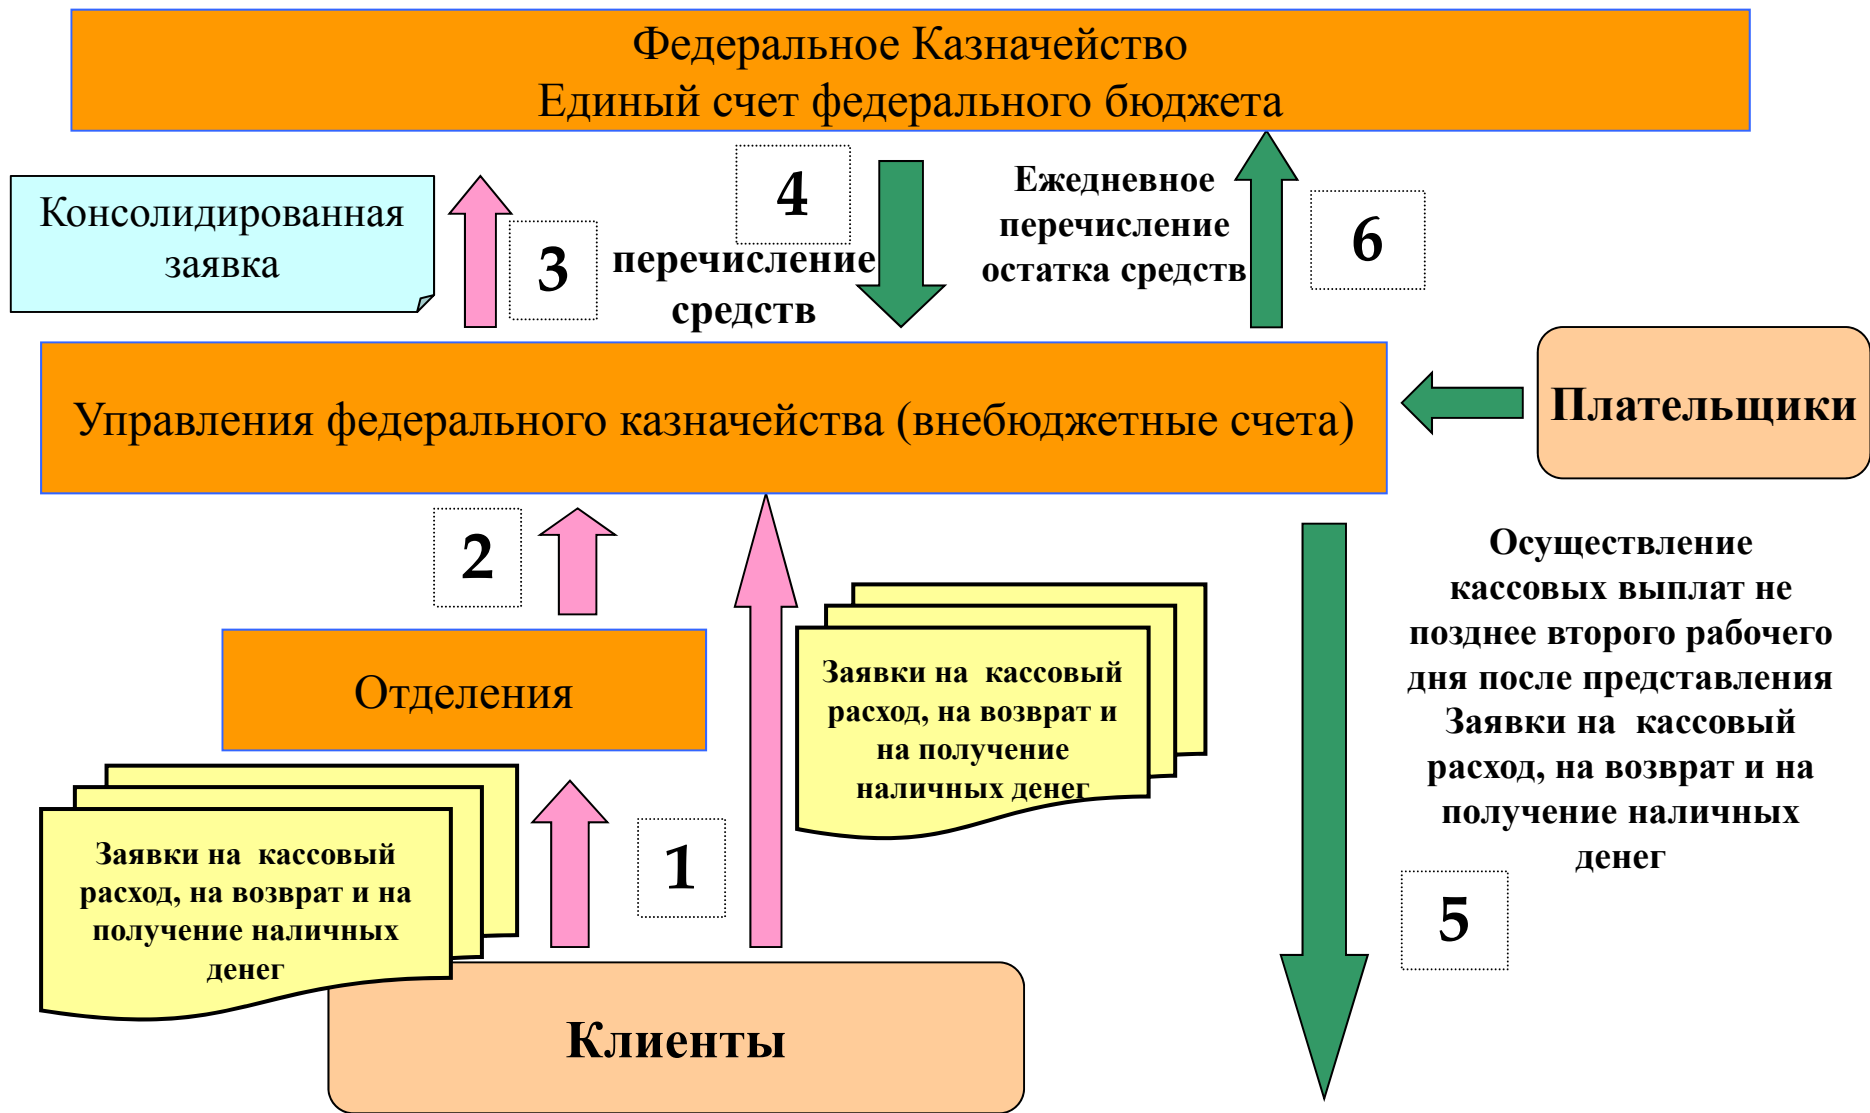 Федеральное Казначейство
Единый счет федерального бюджета
Консолидированная
заявка
3
4
перечисление
средств
Ежедневное
перечисление
остатка средств
6
Управления федерального казначейства (внебюджетные счета)
Плательщики
2
Отделения
Заявки на кассовый
расход, на возврат и
на получение
наличных денег
Осуществление
кассовых выплат не
позднее второго рабочего
дня после представления
Заявки на кассовый
расход, на возврат и на
получение наличных
денег
5
Заявки на кассовый
расход, на возврат и на
получение наличных
денег
1
Клиенты